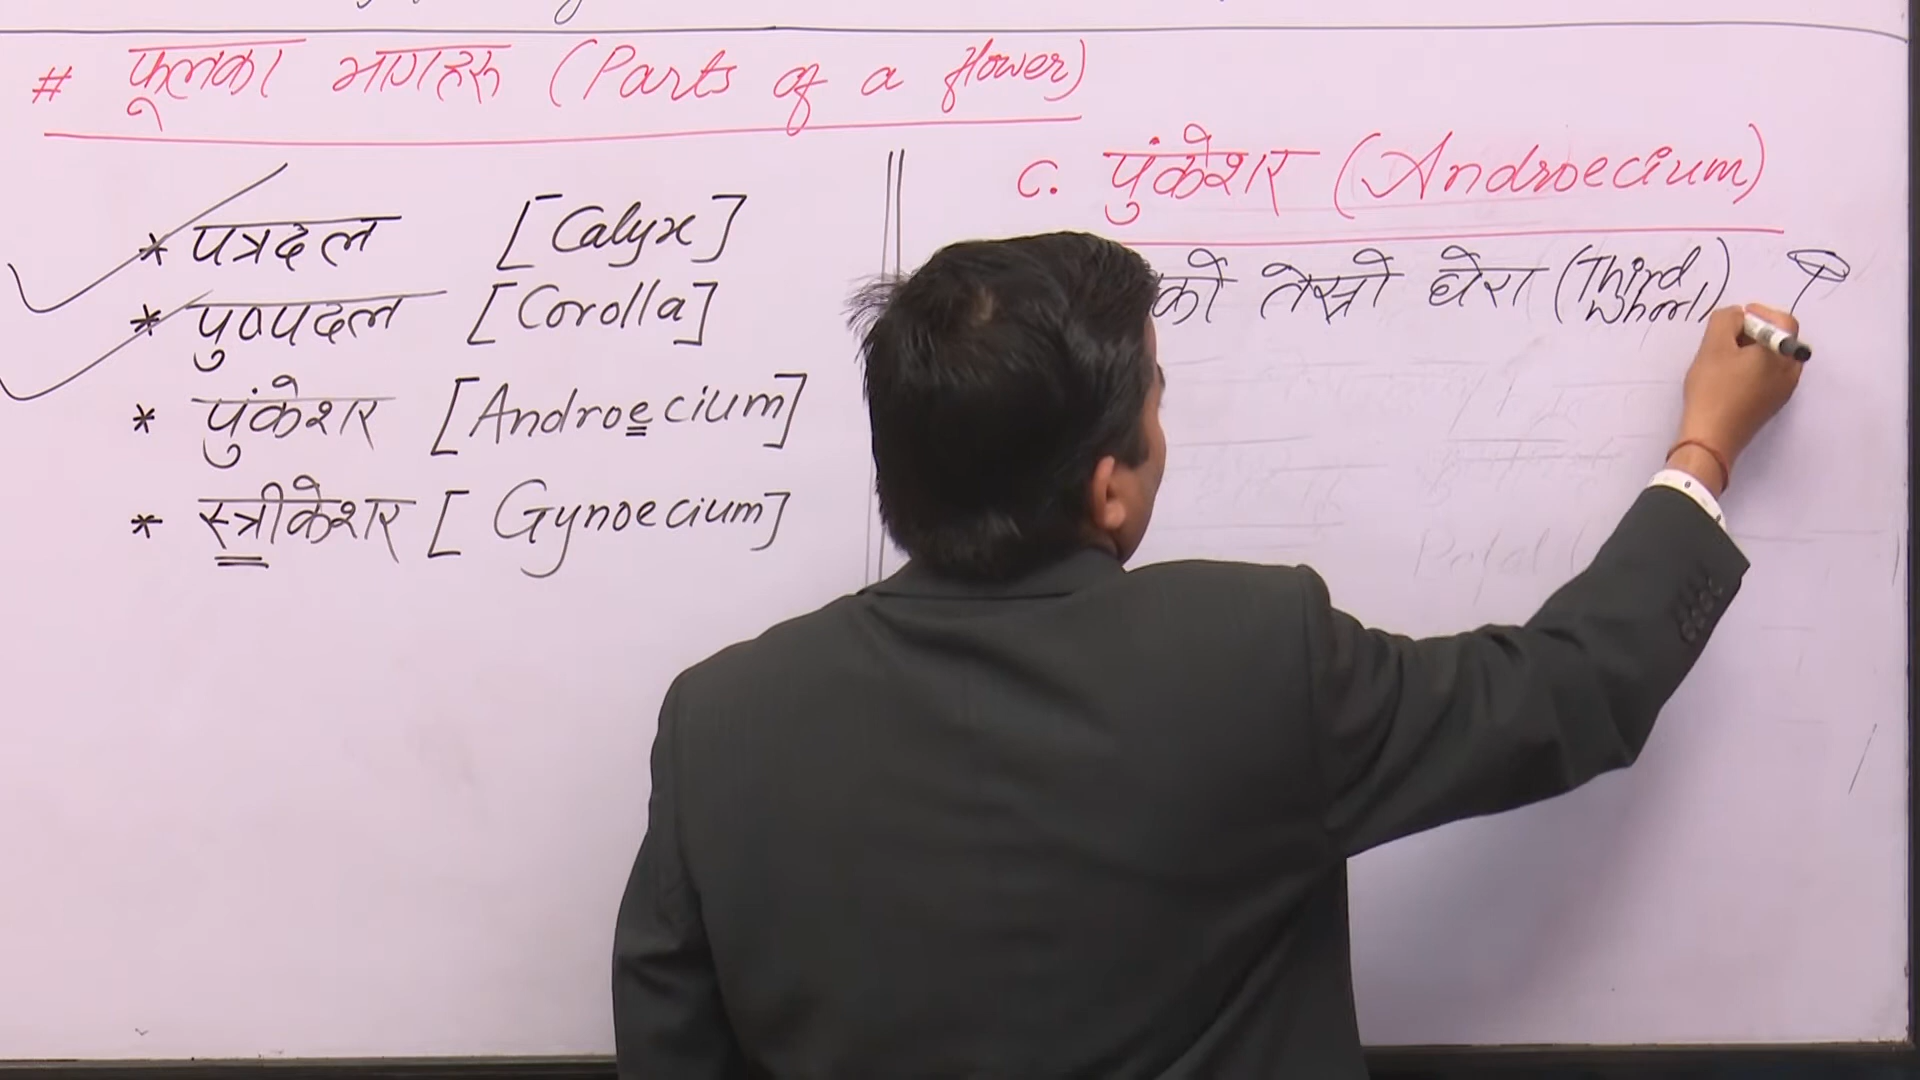 # फूलका भागहरू (Parts of a flower)
* पत्रदल [Calyx]
* पुष्पदल [Corolla]
* पुंकेशर [Androecium]
* स्त्रीकेशर [Gynoecium]
C. पुंकेशर (Androecium)
को तेस्रो घेरा (Third Whorl)